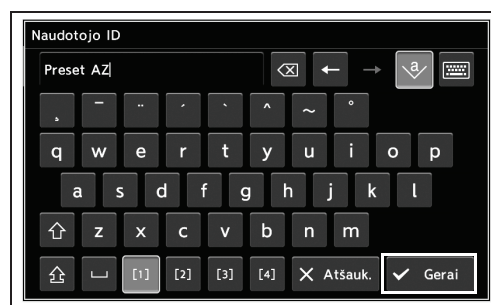 Naudotojo ID
Preset AZ
a
¸ ¯ ¨ ´ ` ^ ~ °
q w e r t y u i o p
a s d f g h j k l
z x c v b n m
[1] [2] [3] [4] Atšauk. Gerai